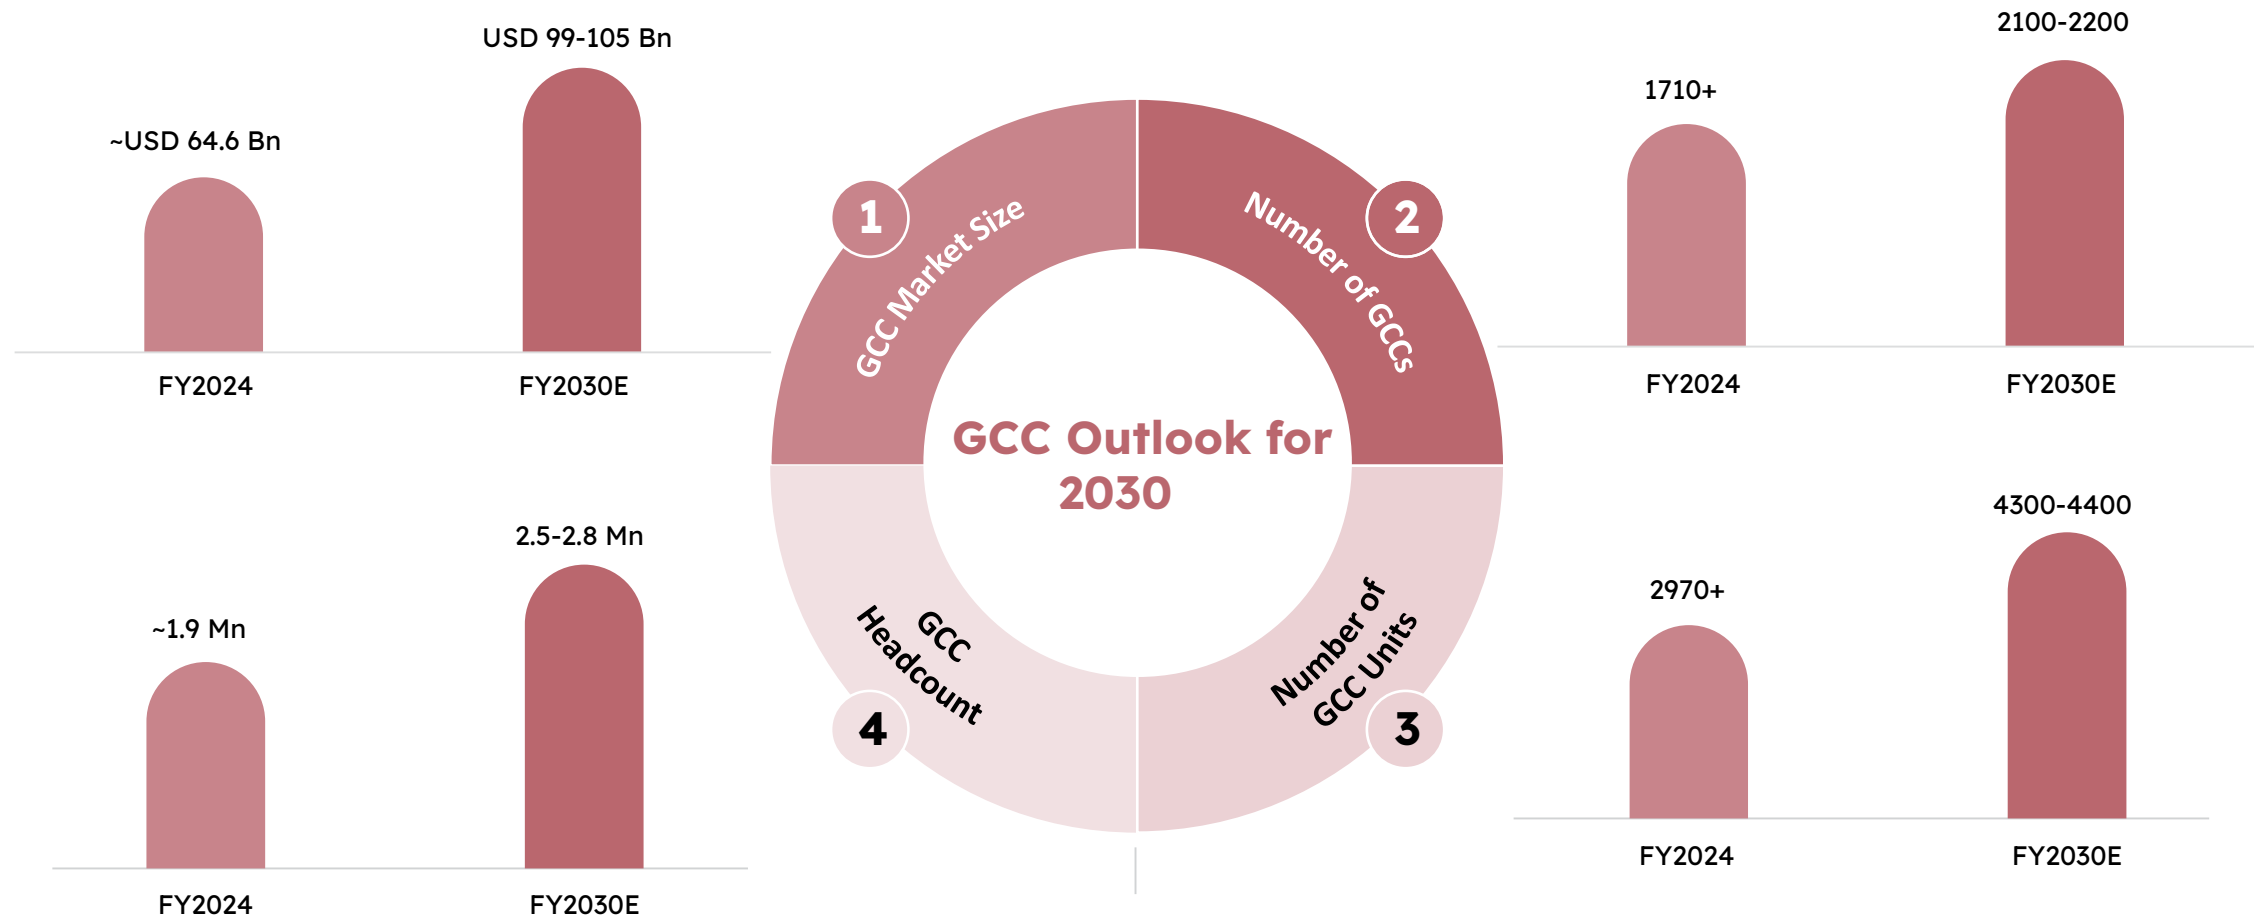 USD 99-105 Bn
~USD 64.6 Bn
FY2024
FY2030E
2100-2200
1710+
FY2024
FY2030E
1
GCC Market Size
2
Number of GCCs
GCC Outlook for
2030
2.5-2.8 Mn
~1.9 Mn
FY2024
FY2030E
4
GCC
Headcount
3
Number of
GCC Units
4300-4400
2970+
FY2024
FY2030E